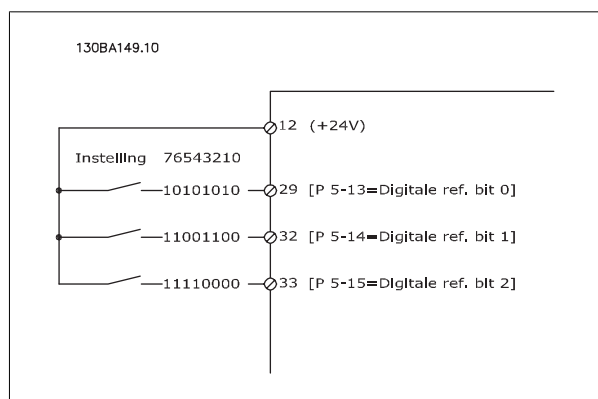 130BA149.10
12 (+24V)
Instelling 76543210
10101010 29 [P 5-13=Digitale ref. bit 0]
11001100 32 [P 5-14=Digitale ref. bit 1]
11110000 33 [P 5-15=Digitale ref. bit 2]